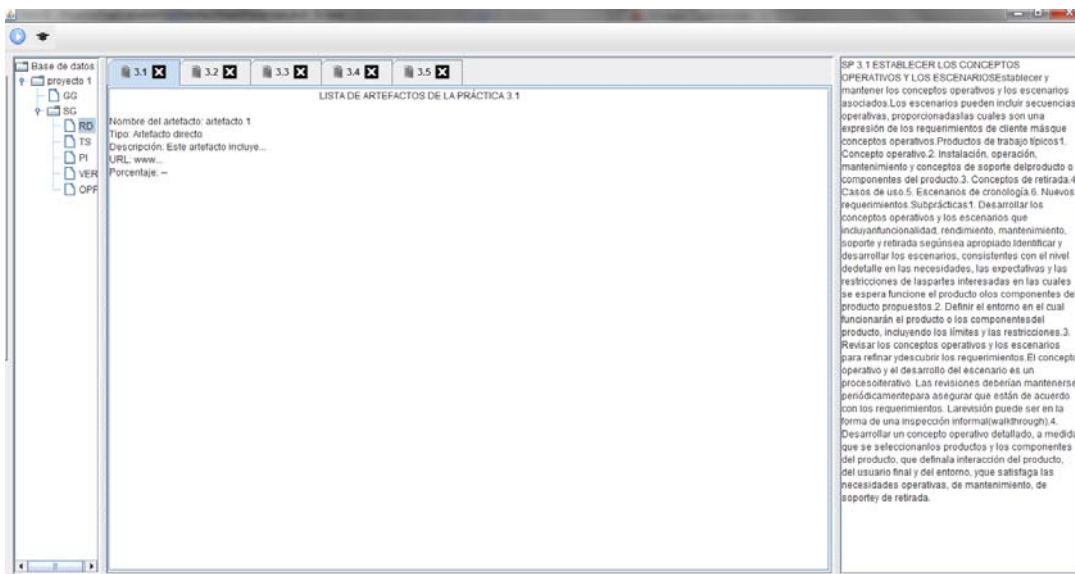 Base de datos
proyecto 1
GG
SG
RD
TS
PI
VER
OPF
3.1
3.2
3.3
3.4
3.5
LISTA DE ARTEFACTOS DE LA PRÁCTICA 3.1
Nombre del artefacto: artefacto 1
Tipo: Artefacto directo
Descripción: Este artefacto incluye...
URL: www...
Porcentaje: --
SP 3.1 ESTABLECER LOS CONCEPTOS
OPERATIVOS Y LOS ESCENARIOSEstablecer y
mantener los conceptos operativos y los escenarios
asociados.Los escenarios pueden incluir secuencias
operativas, proporcionadaslas cuales son una
expresión de los requerimientos de cliente másque
conceptos operativos.Productos de trabajo típicos1.
Concepto operativo.2. Instalación, operación,
mantenimiento y conceptos de soporte delproducto o
componentes del producto.3. Conceptos de retirada.4
Casos de uso.5. Escenarios de cronología.6. Nuevos
requerimientos.Subprácticas1. Desarrollar los
conceptos operativos y los escenarios que
incluyanfuncionalidad, rendimiento, mantenimiento,
soporte y retirada segúnsea apropiado.Identificar y
desarrollar los escenarios, consistentes con el nivel
dedetalle en las necesidades, las expectativas y las
restricciones de laspartes interesadas en las cuales
se espera funcione el producto olos componentes de
producto propuestos.2. Definir el entorno en el cual
funcionarán el producto o los componentesdel
producto, incluyendo los límites y las restricciones.3.
Revisar los conceptos operativos y los escenarios
para refinar ydescubrir los requerimientos.El concepto
operativo y el desarrollo del escenario es un
procesoiterativo. Las revisiones deberían mantenerse
periódicamentepara asegurar que están de acuerdo
con los requerimientos. Larevisión puede ser en la
forma de una inspección informal(walkthrough).4.
Desarrollar un concepto operativo detallado, a medida
que se seleccionanlos productos y los componentes
del producto, que definala interacción del producto,
del usuario final y del entorno, yque satisfaga las
necesidades operativas, de mantenimiento, de
soportey de retirada.